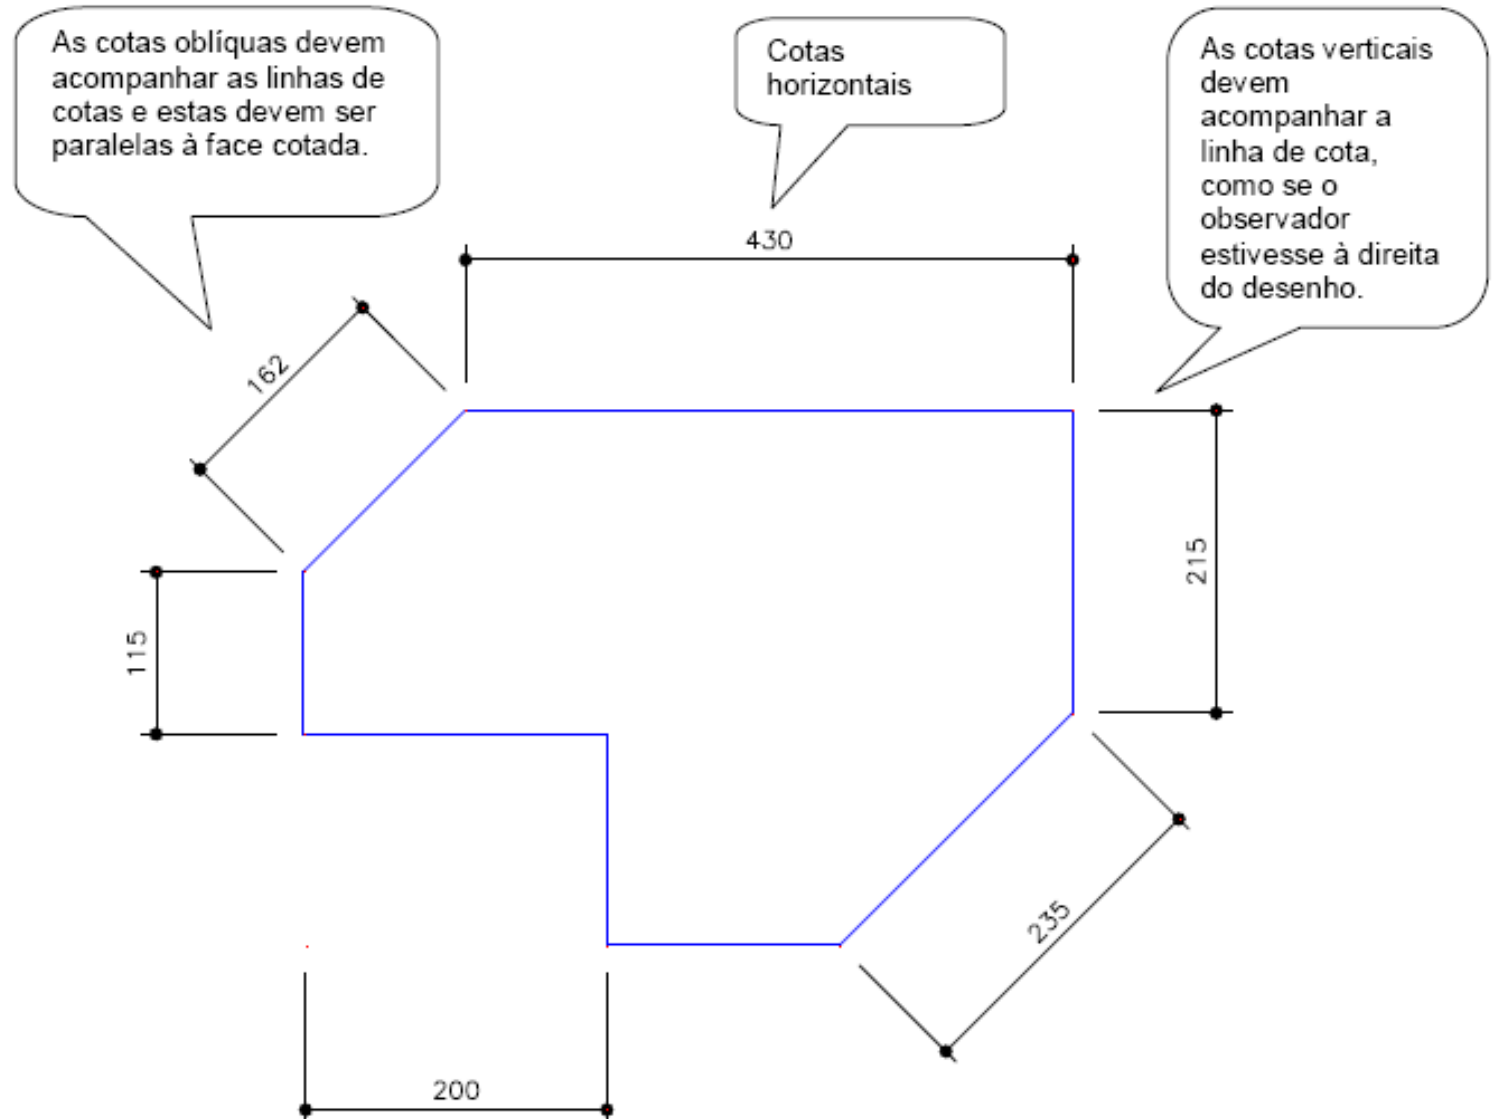 As cotas oblíquas devem
acompanhar as linhas de
cotas e estas devem ser
paralelas à face cotada.
Cotas
horizontais
As cotas verticais
devem
acompanhar a
linha de cota,
como se o
observador
estivesse à direita
do desenho.
430
162
215
115
235
200